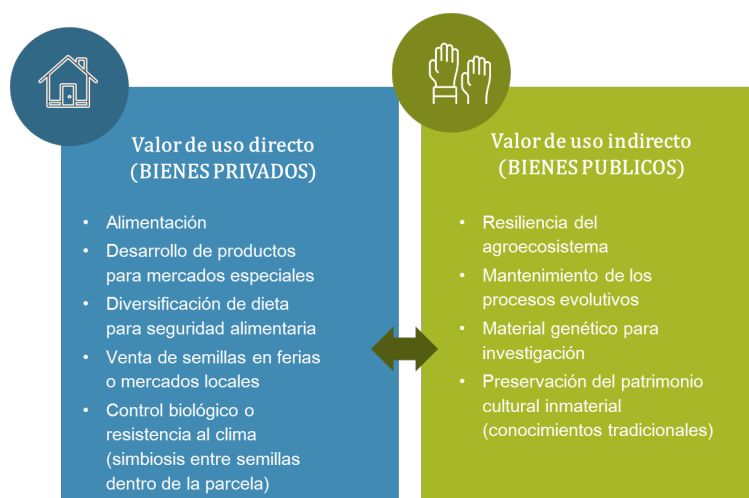 Valor de uso directo
(BIENES PRIVADOS)
• Alimentación
• Desarrollo de productos
para mercados especiales
• Diversificación de dieta
para seguridad alimentaria
• Venta de semillas en ferias
o mercados locales
• Control biológico o
resistencia al clima
(simbiosis entre semillas
dentro de la parcela)
Valor de uso indirecto
(BIENES PUBLICOS)
• Resiliencia del
agroecosistema
• Mantenimiento de los
procesos evolutivos
• Material genético para
investigación
• Preservación del patrimonio
cultural inmaterial
(conocimientos tradicionales)